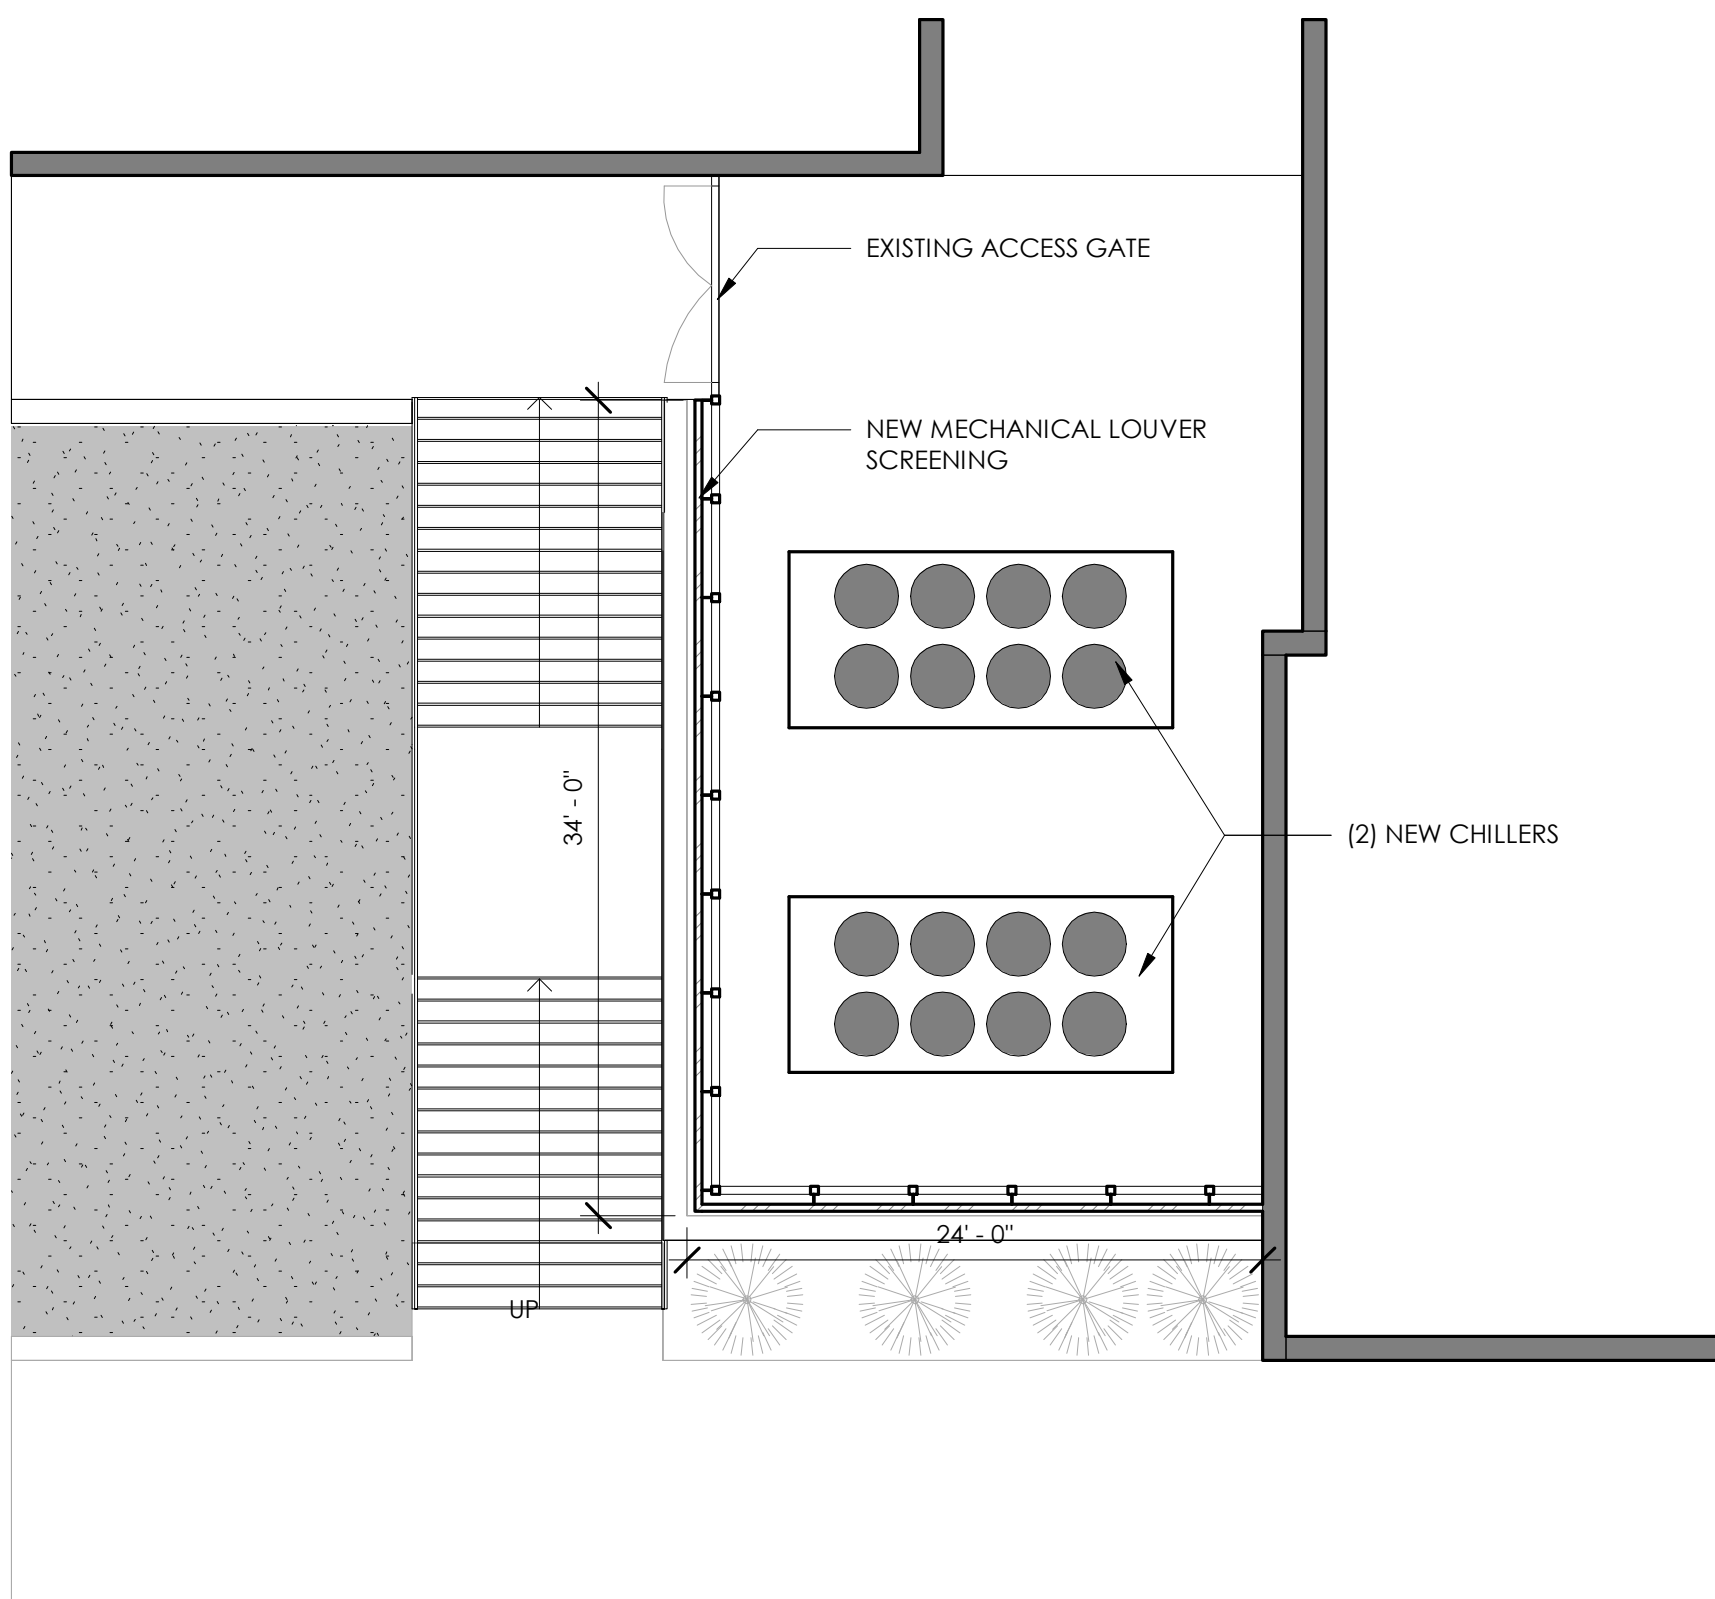 EXISTING ACCESS GATE
NEW MECHANICAL LOUVER
SCREENING
34' - 0"
(2) NEW CHILLERS
24' - 0"
UP